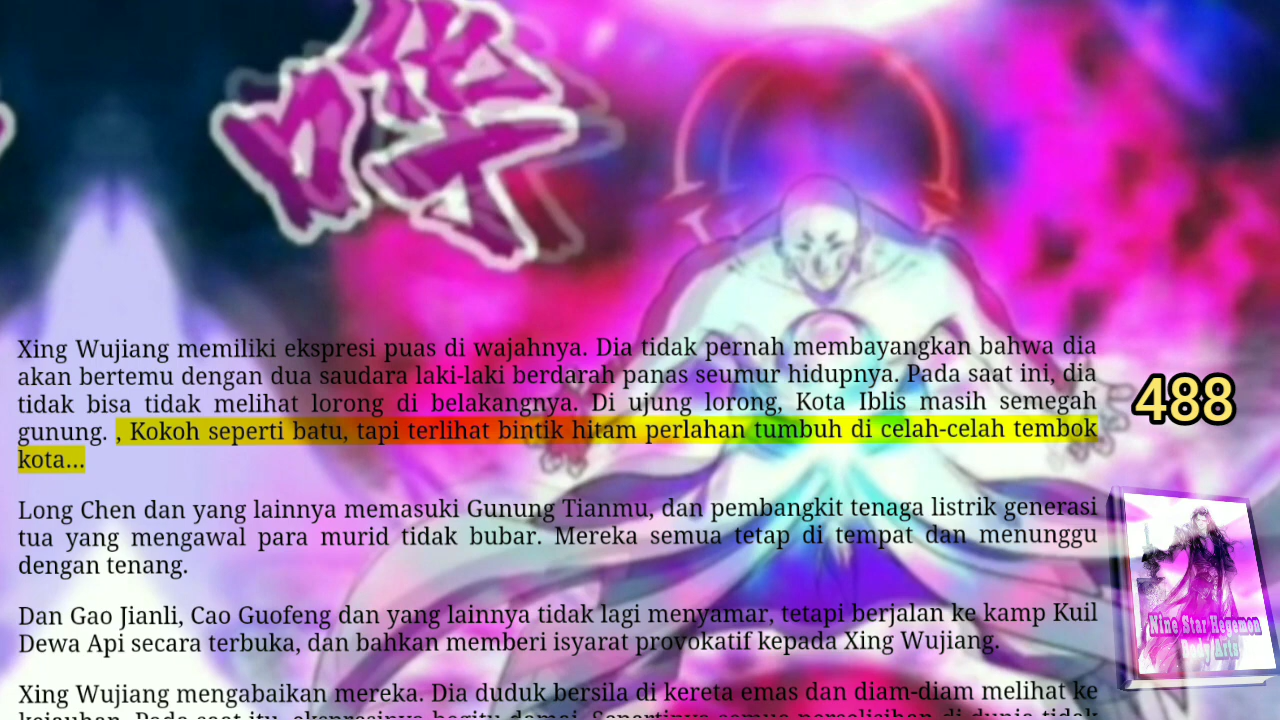 Xing Wujiang memiliki ekspresi puas di wajahnya. Dia tidak pernah membayangkan bahwa dia
akan bertemu dengan dua saudara laki-laki berdarah panas seumur hidupnya. Pada saat ini, dia
tidak bisa tidak melihat lorong di belakangnya. Di ujung lorong, Kota Iblis masih semegah
gunung. , Kokoh seperti batu, tapi terlihat bintik hitam perlahan tumbuh di celah-celah tembok
kota...
488
Long Chen dan yang lainnya memasuki Gunung Tianmu, dan pembangkit tenaga listrik generasi
tua yang mengawal para murid tidak bubar. Mereka semua tetap di tempat dan menunggu
dengan tenang.
Dan Gao Jianli, Cao Guofeng dan yang lainnya tidak lagi menyamar, tetapi berjalan ke kamp Kuil
Dewa Api secara terbuka, dan bahkan memberi isyarat provokatif kepada Xing Wujiang.
Nine Star Hegemon
Body Arts
Xing Wujiang mengabaikan mereka. Dia duduk bersila di kereta emas dan diam-diam melihat ke